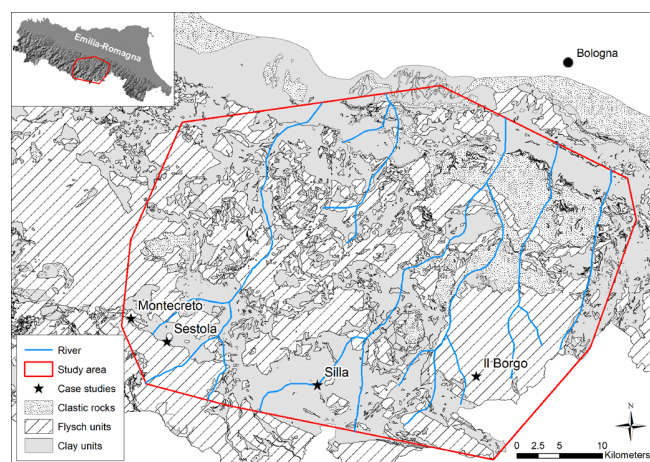 Emilia-Romagna
Bologna
Montecreto
Sestola
Silla
Il Borgo
River
Study area
Case studies
Clastic rocks
Flysch units
Clay units
N
0 2.5 5 10
Kilometers